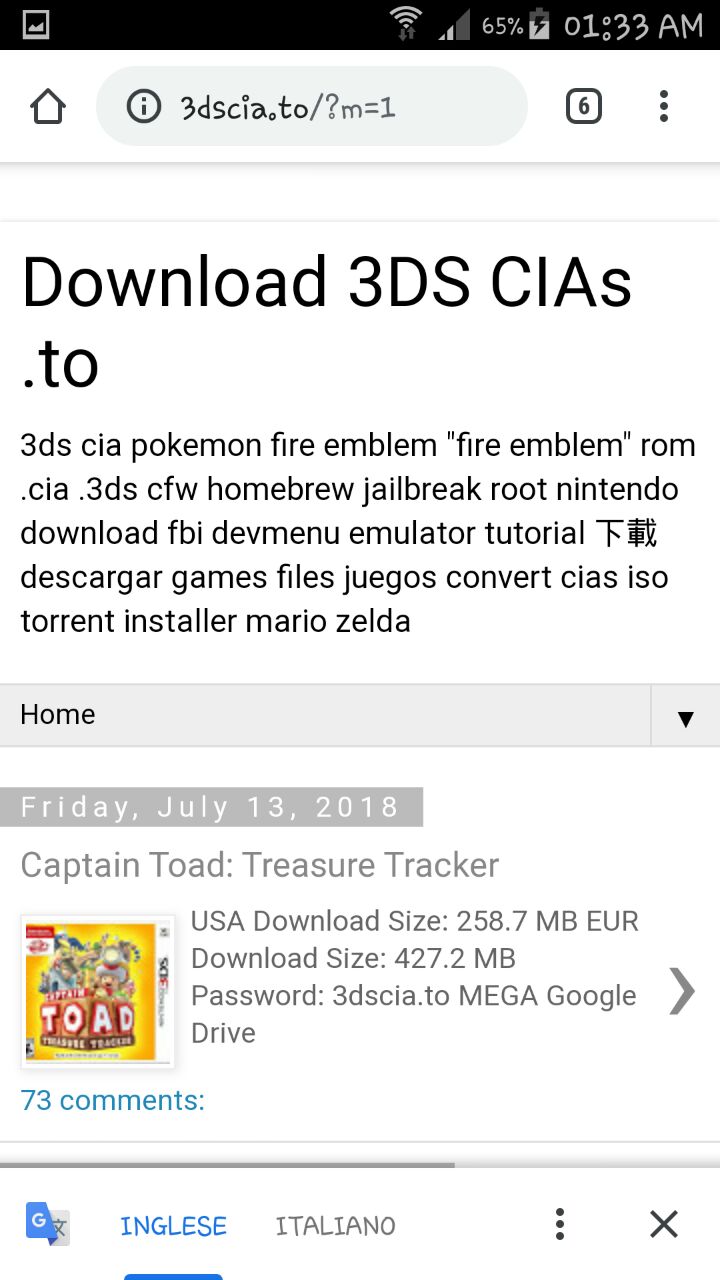 65% 01:33 AM
3dscia.to/?m=1
6
Download 3DS CIAs
.to
3ds cia pokemon fire emblem "fire emblem" rom
.cia .3ds cfw homebrew jailbreak root nintendo
download fbi devmenu emulator tutorial 下載
descargar games files juegos convert cias iso
torrent installer mario zelda
Home
Friday, July 13, 2018
Captain Toad: Treasure Tracker
USA Download Size: 258.7 MB EUR
Download Size: 427.2 MB
Password: 3dscia.to MEGA Google
Drive
CAPTAIN
TOAD
TREASURE TRACKER
73 comments:
G 文
INGLESE ITALIANO